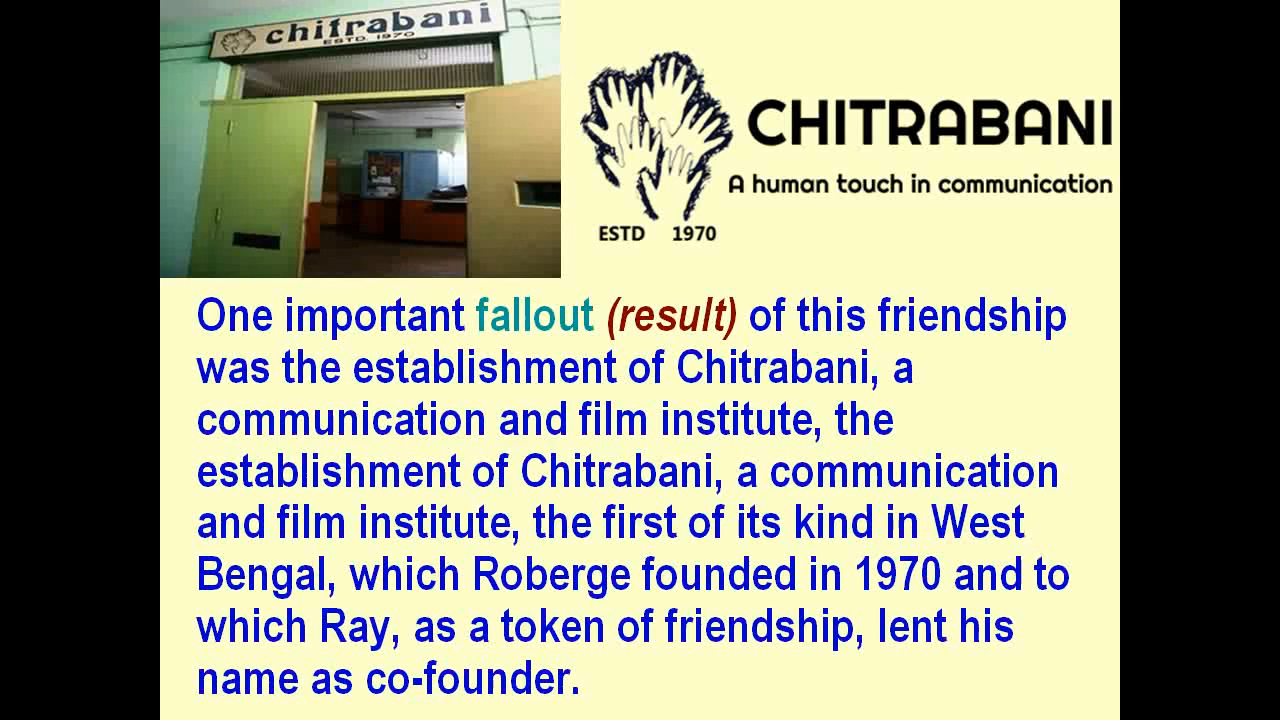 chitrabani
ESTD. 1970
CHITRABANI
A human touch in communication
ESTD 1970
One important fallout (result) of this friendship
was the establishment of Chitrabani, a
communication and film institute, the
establishment of Chitrabani, a communication
and film institute, the first of its kind in West
Bengal, which Roberge founded in 1970 and to
which Ray, as a token of friendship, lent his
name as co-founder.